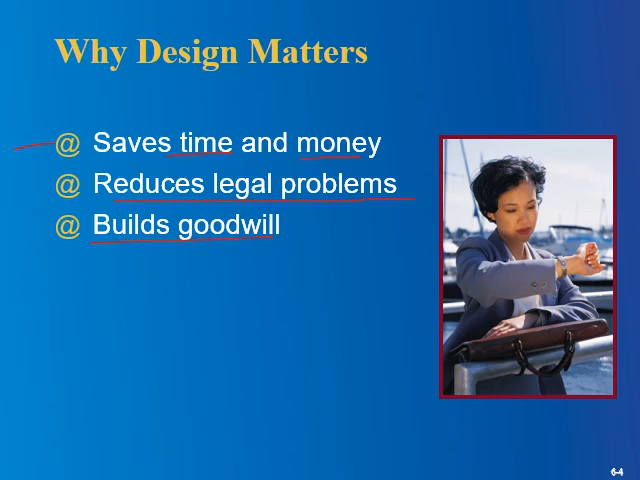 Why Design Matters
@ Saves time and money
@ Reduces legal problems
@ Builds goodwill
6-4